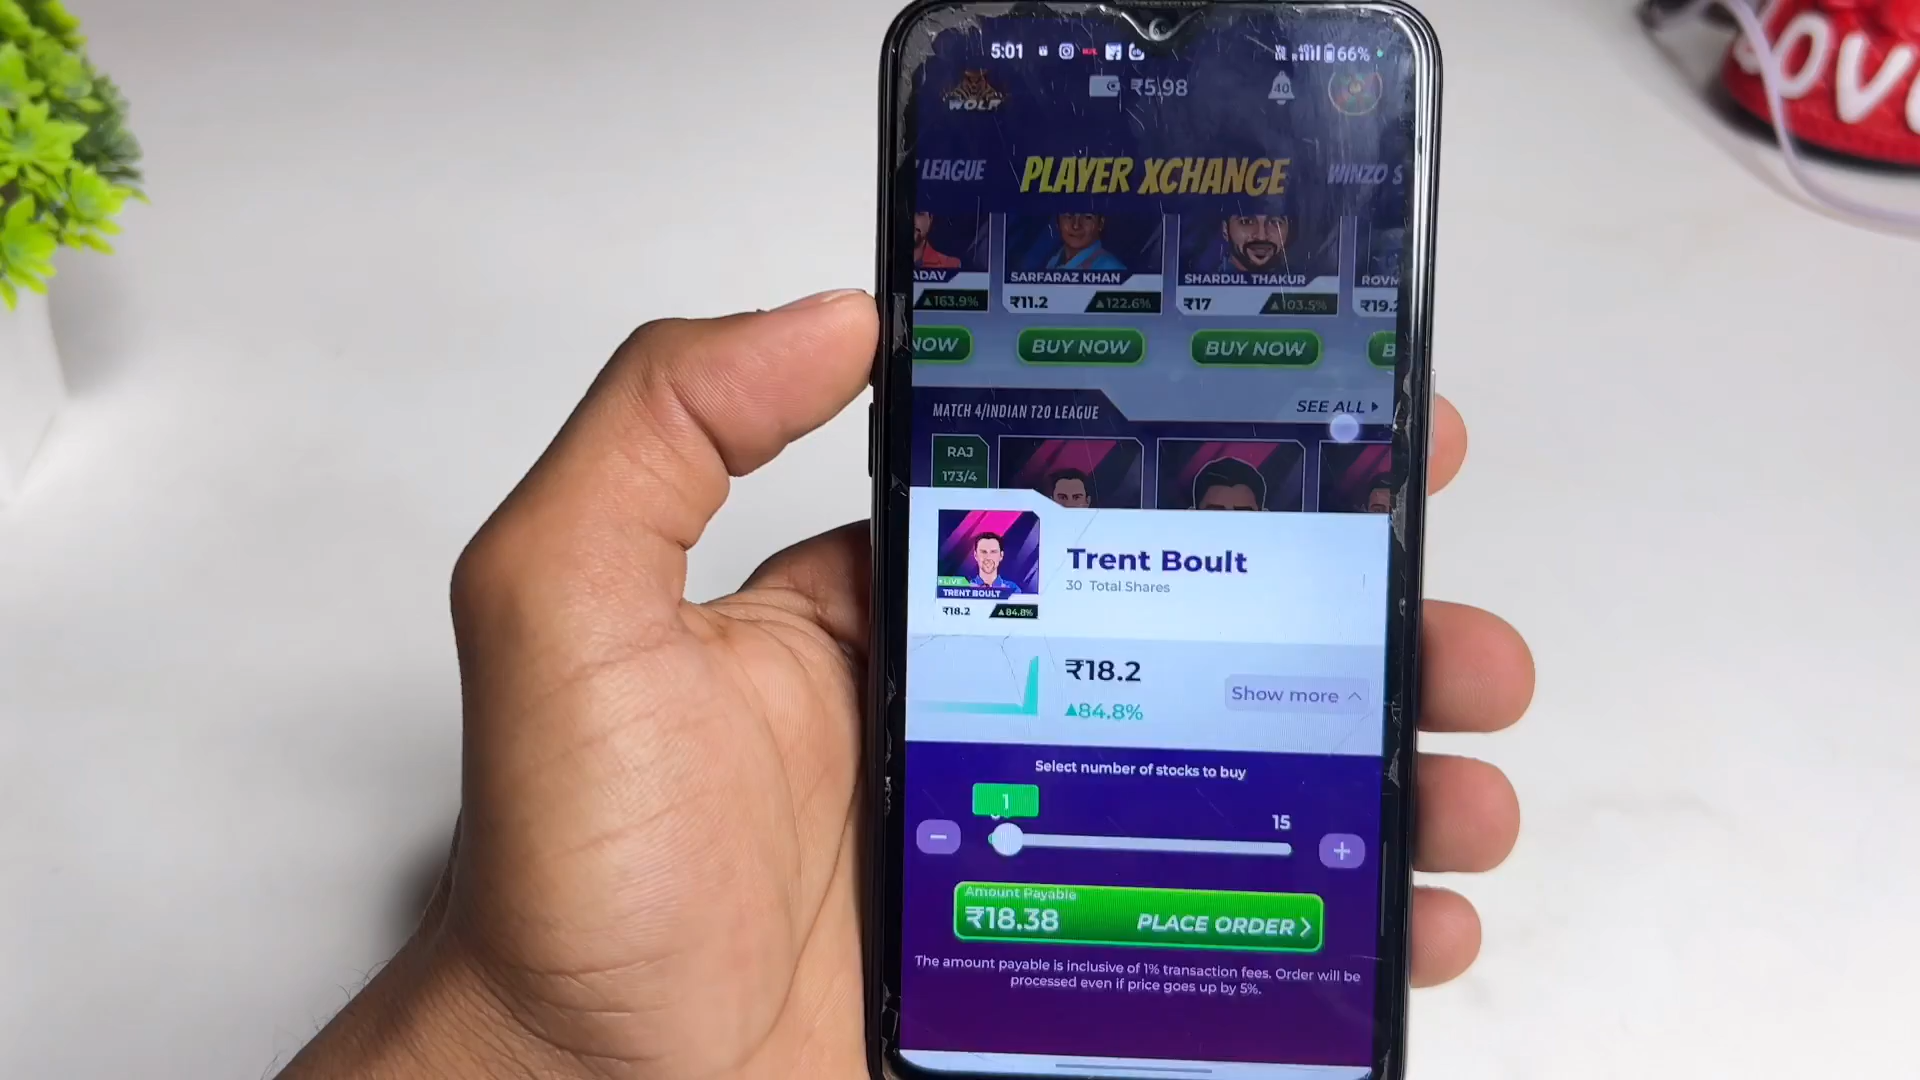 5:01
66%
WOLF
₹5.98
40
LEAGUE
PLAYER XCHANGE
WINZO S
ADAV
SARFARAZ KHAN
SHARDUL THAKUR
ROVM
▲163.9%
₹11.2
▲122.6%
₹17
▲103.5%
₹19.2
NOW
BUY NOW
BUY NOW
B
MATCH 4/INDIAN T20 LEAGUE
SEE ALL
RAJ
173/4
LIVE
TRENT BOULT
₹18.2
▲84.8%
Trent Boult
30 Total Shares
₹18.2
▲84.8%
Show more
Select number of stocks to buy
1
15
−
+
Amount Payable
₹18.38
PLACE ORDER
The amount payable is inclusive of 1% transaction fees. Order will be
processed even if price goes up by 5%.
LOV